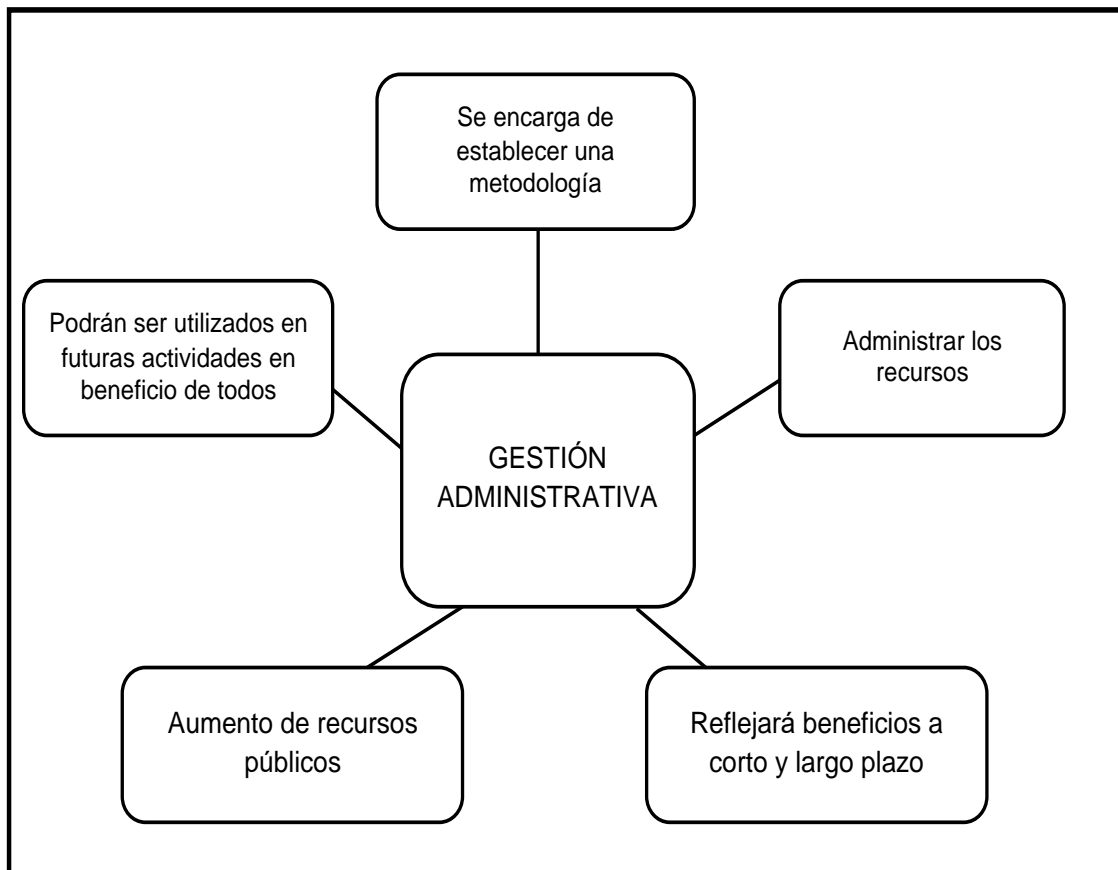 Se encarga de
establecer una
metodología
Podrán ser utilizados en
futuras actividades en
beneficio de todos
Administrar los
recursos
GESTIÓN
ADMINISTRATIVA
Aumento de recursos
públicos
Reflejará beneficios a
corto y largo plazo